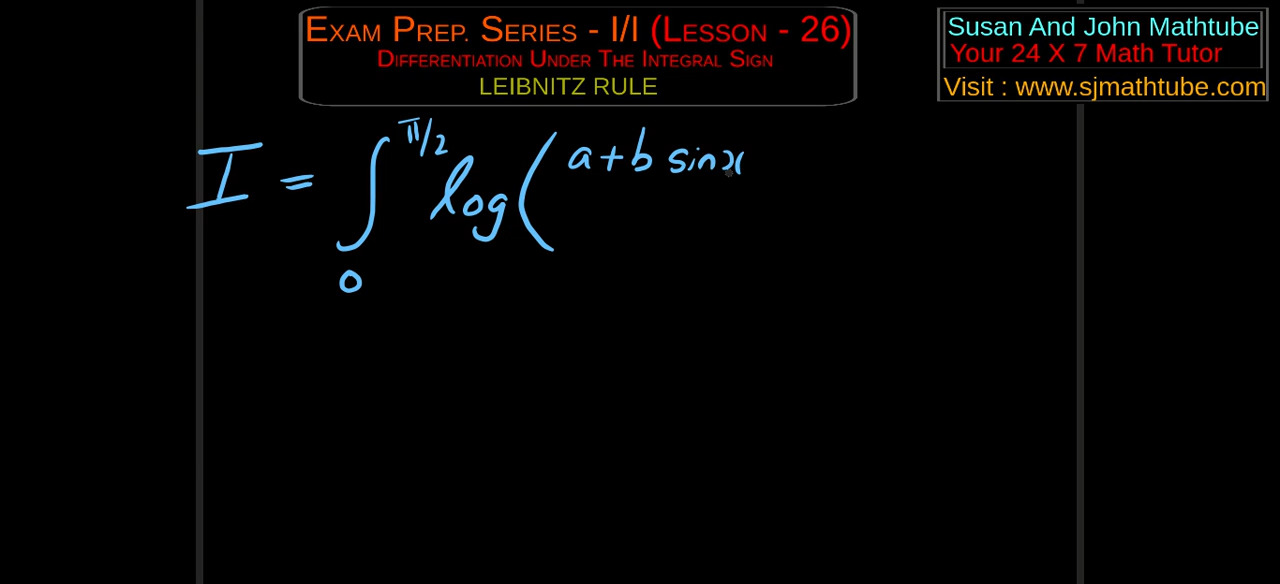 EXAM PREP. SERIES - I/I (LESSON - 26)
DIFFERENTIATION UNDER THE INTEGRAL SIGN
LEIBNITZ RULE
Susan And John Mathtube
Your 24 X 7 Math Tutor
Visit : www.sjmathtube.com
I = ∫₀^{π/2} log( a+b sinx